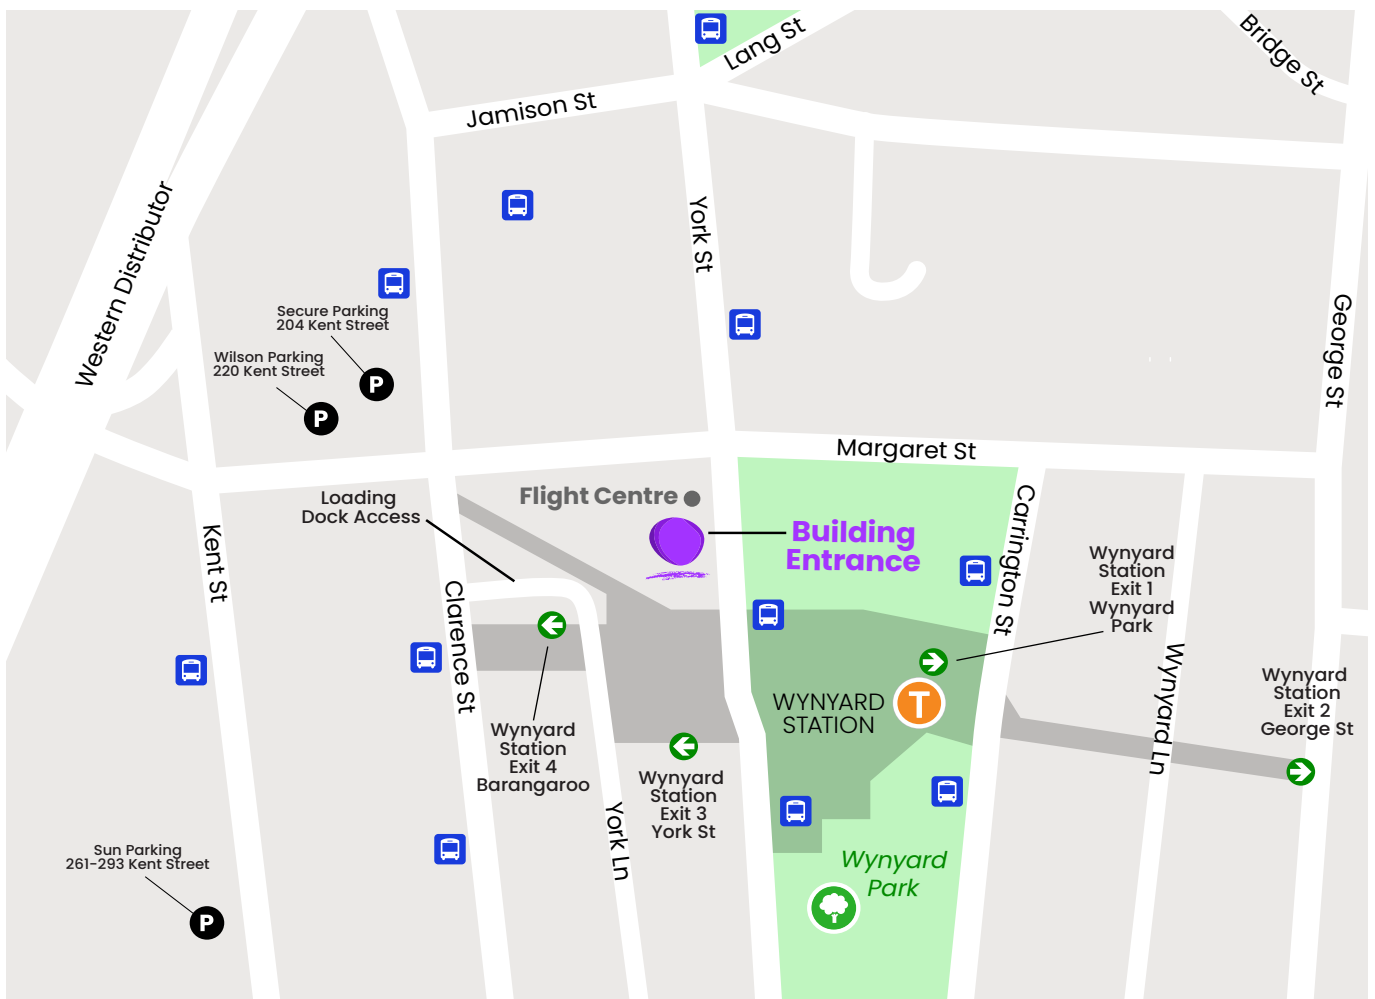 Lang St
Bridge St
Jamison St
Western Distributor
York St
Secure Parking
204 Kent Street
Wilson Parking
220 Kent Street
P
P
George St
Margaret St
Loading
Dock Access
Flight Centre
Building
Entrance
Carrington St
Kent St
Clarence St
Wynyard
Station
Exit 1
Wynyard
Park
Wynyard Ln
Wynyard
Station
Exit 2
George St
WYNYARD
STATION
T
Wynyard
Station
Exit 4
Barangaroo
Wynyard
Station
Exit 3
York St
York Ln
Sun Parking
261-293 Kent Street
P
Wynyard
Park